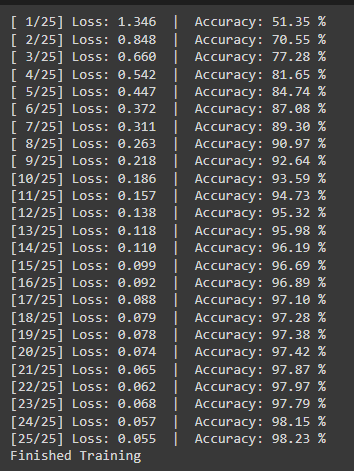 [ 1/25] Loss: 1.346  |  Accuracy: 51.35 %
[ 2/25] Loss: 0.848  |  Accuracy: 70.55 %
[ 3/25] Loss: 0.660  |  Accuracy: 77.28 %
[ 4/25] Loss: 0.542  |  Accuracy: 81.65 %
[ 5/25] Loss: 0.447  |  Accuracy: 84.74 %
[ 6/25] Loss: 0.372  |  Accuracy: 87.08 %
[ 7/25] Loss: 0.311  |  Accuracy: 89.30 %
[ 8/25] Loss: 0.263  |  Accuracy: 90.97 %
[ 9/25] Loss: 0.218  |  Accuracy: 92.64 %
[10/25] Loss: 0.186  |  Accuracy: 93.59 %
[11/25] Loss: 0.157  |  Accuracy: 94.73 %
[12/25] Loss: 0.138  |  Accuracy: 95.32 %
[13/25] Loss: 0.118  |  Accuracy: 95.98 %
[14/25] Loss: 0.110  |  Accuracy: 96.19 %
[15/25] Loss: 0.099  |  Accuracy: 96.69 %
[16/25] Loss: 0.092  |  Accuracy: 96.89 %
[17/25] Loss: 0.088  |  Accuracy: 97.10 %
[18/25] Loss: 0.079  |  Accuracy: 97.28 %
[19/25] Loss: 0.078  |  Accuracy: 97.38 %
[20/25] Loss: 0.074  |  Accuracy: 97.42 %
[21/25] Loss: 0.065  |  Accuracy: 97.87 %
[22/25] Loss: 0.062  |  Accuracy: 97.97 %
[23/25] Loss: 0.068  |  Accuracy: 97.79 %
[24/25] Loss: 0.057  |  Accuracy: 98.15 %
[25/25] Loss: 0.055  |  Accuracy: 98.23 %
Finished Training